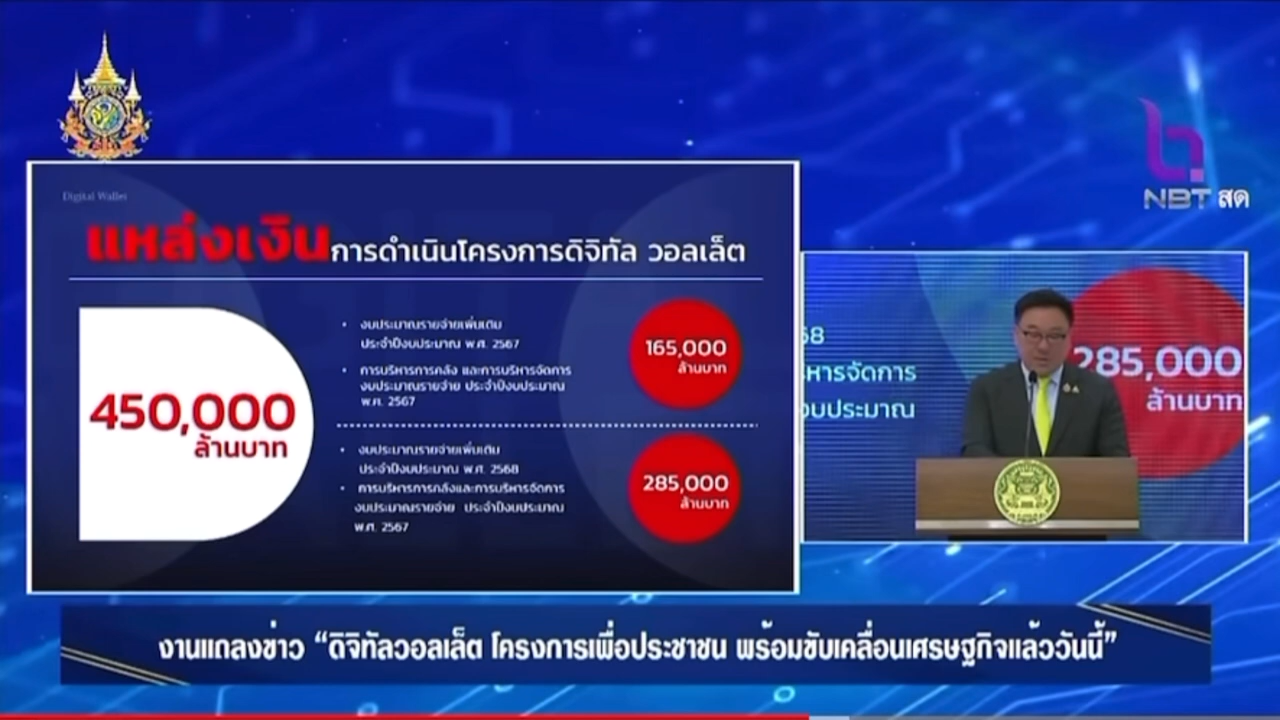 NBT สด
Digital Wallet
แหล่งเงินการดำเนินโครงการดิจิทัล วอลเล็ต
450,000
ล้านบาท
• งบประมาณรายจ่ายเพิ่มเติม
ประจำปีงบประมาณ พ.ศ. 2567
• การบริหารการคลัง และการบริหารจัดการ
งบประมาณรายจ่าย ประจำปีงบประมาณ
พ.ศ. 2567
165,000
ล้านบาท
• งบประมาณรายจ่ายเพิ่มเติม
ประจำปีงบประมาณ พ.ศ. 2568
• การบริหารการคลังและการบริหารจัดการ
งบประมาณรายจ่าย ประจำปีงบประมาณ
พ.ศ. 2567
285,000
ล้านบาท
68
หารจัดการ
งบประมาณ
285,000
ล้านบาท
งานแถลงข่าว “ดิจิทัลวอลเล็ต โครงการเพื่อประชาชน พร้อมขับเคลื่อนเศรษฐกิจแล้ววันนี้”